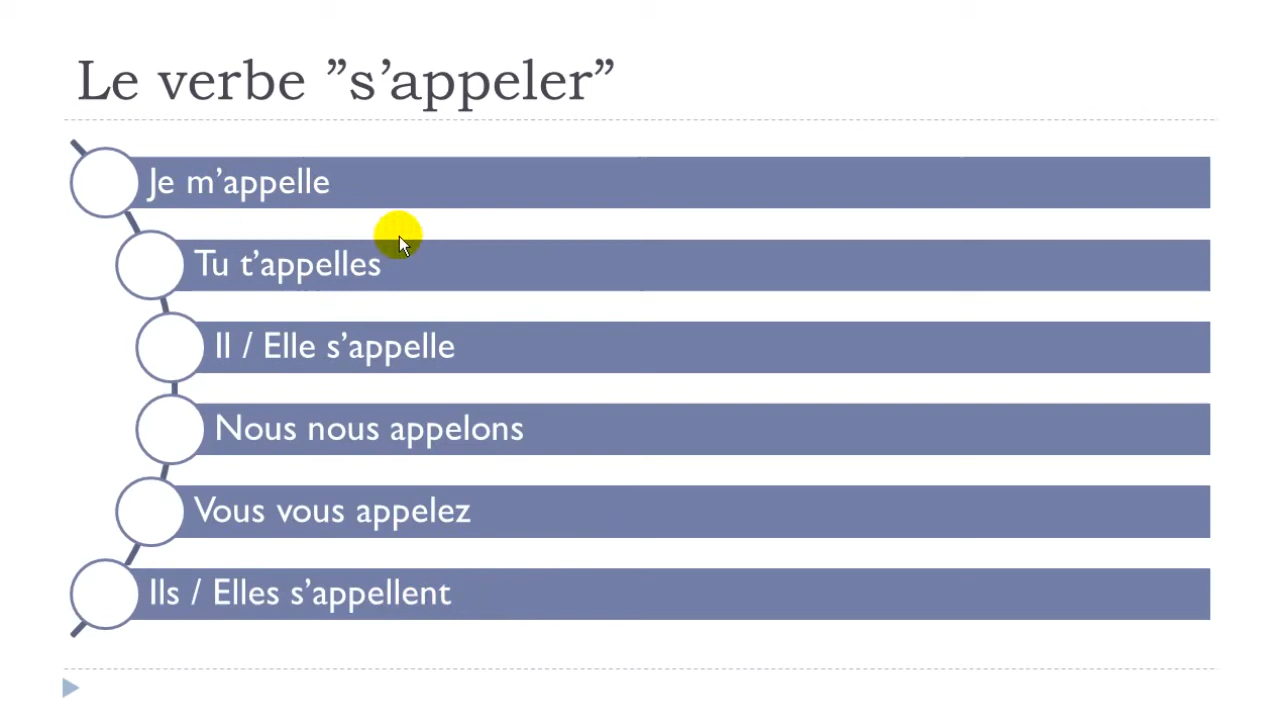 Le verbe ”s’appeler”
Je m’appelle
Tu t’appelles
Il / Elle s’appelle
Nous nous appelons
Vous vous appelez
Ils / Elles s’appellent